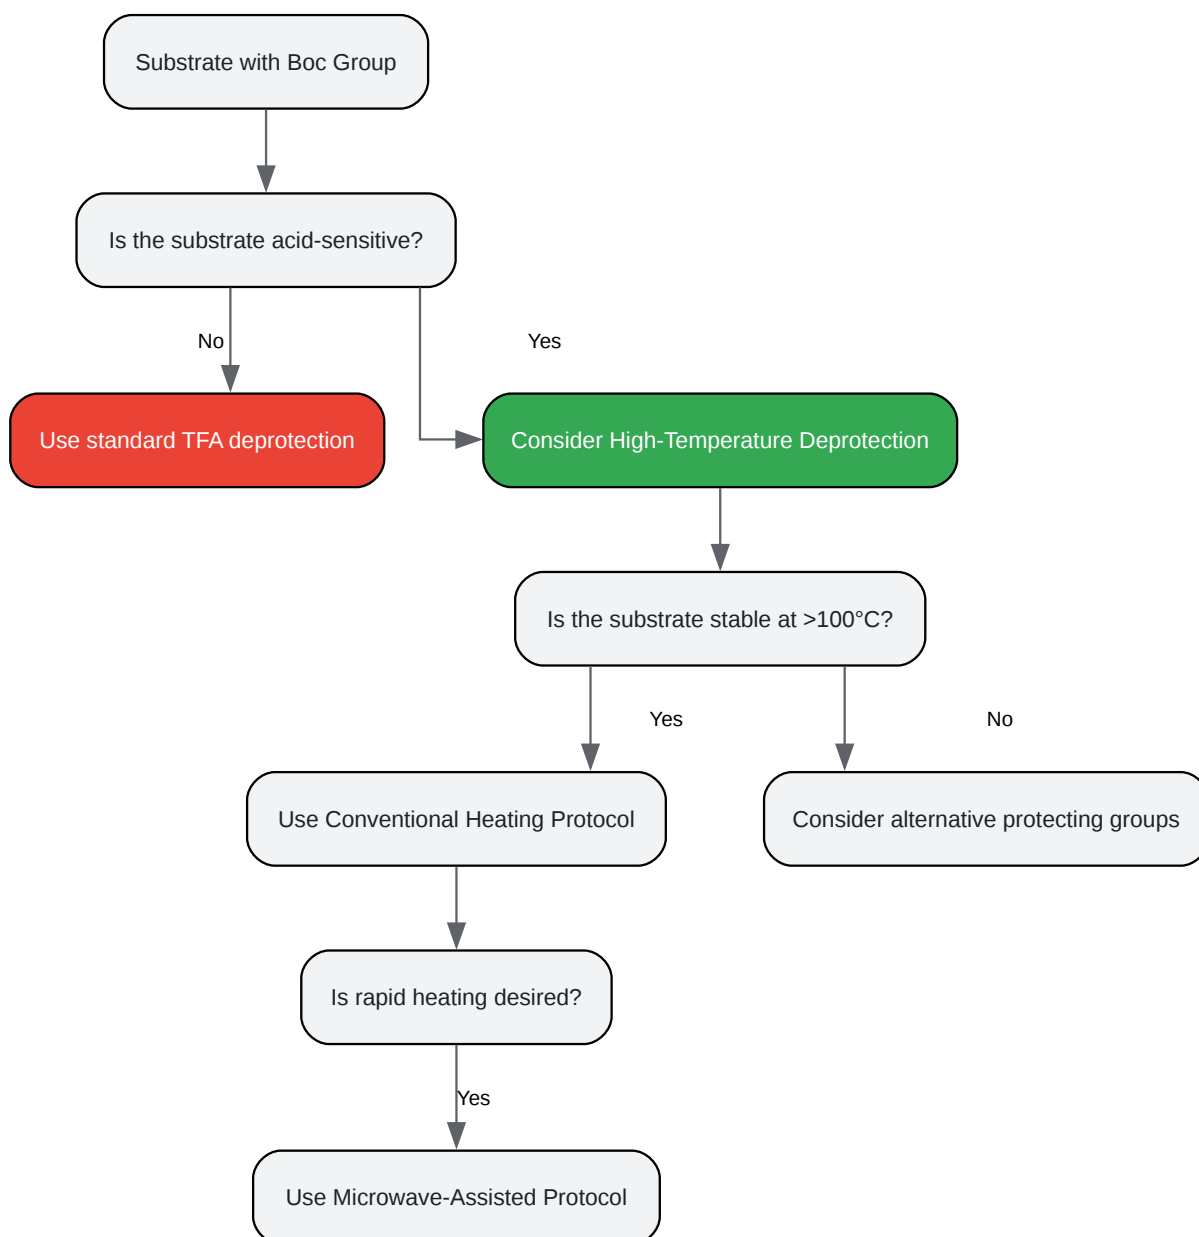 Substrate with Boc Group
Is the substrate acid-sensitive?
No
Yes
Use standard TFA deprotection
Consider High-Temperature Deprotection
Is the substrate stable at >100°C?
Yes
No
Use Conventional Heating Protocol
Consider alternative protecting groups
Is rapid heating desired?
Yes
Use Microwave-Assisted Protocol